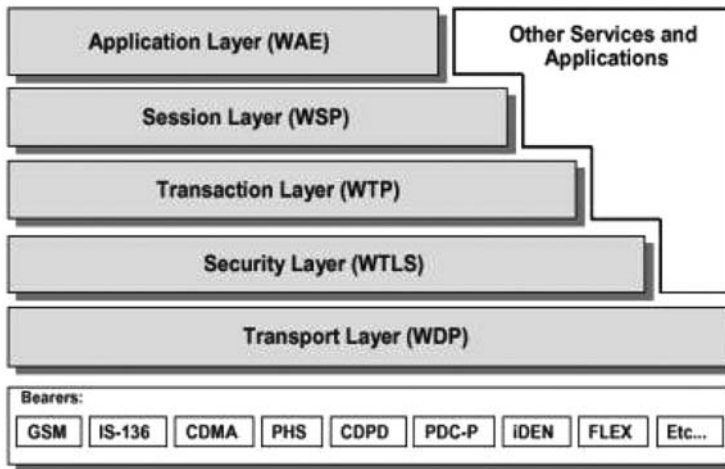 Application Layer (WAE)
Other Services and
Applications
Session Layer (WSP)
Transaction Layer (WTP)
Security Layer (WTLS)
Transport Layer (WDP)
Bearers:
GSM IS-136 CDMA PHS CDPD PDC-P iDEN FLEX Etc...